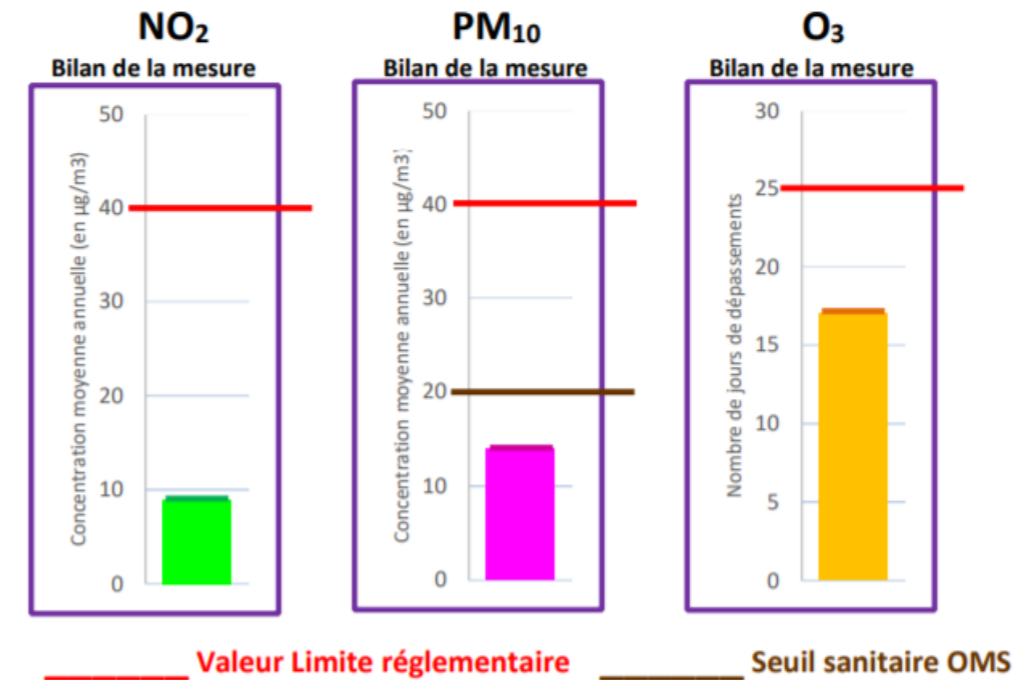 NO₂
Bilan de la mesure
Concentration moyenne annuelle (en µg/m3)
50
40
30
20
10
0
PM₁₀
Bilan de la mesure
Concentration moyenne annuelle (en µg/m3)
50
40
30
20
10
0
O₃
Bilan de la mesure
Nombre de jours de dépassements
30
25
20
15
10
5
0
Valeur Limite réglementaire
Seuil sanitaire OMS